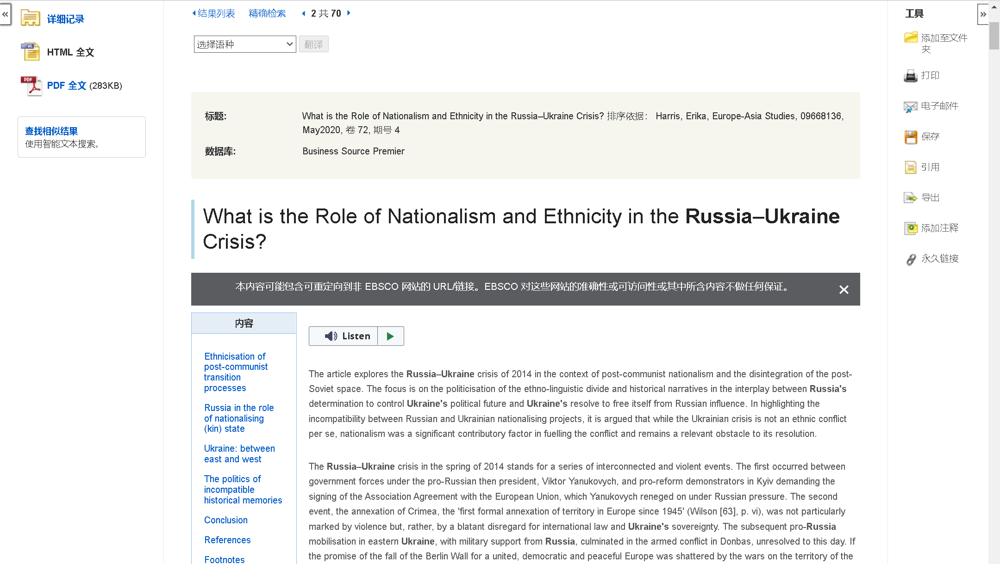 详细记录
HTML 全文
PDF 全文 (283KB)
查找相似结果
使用智能文本搜索。
结果列表 精确检索 2 共 70
选择语种 翻译
标题: What is the Role of Nationalism and Ethnicity in the Russia–Ukraine Crisis? 排序依据： Harris, Erika, Europe-Asia Studies, 09668136,
May2020, 卷 72, 期号 4
数据库: Business Source Premier
What is the Role of Nationalism and Ethnicity in the Russia–Ukraine
Crisis?
本内容可能包含可重定向到非 EBSCO 网站的 URL/链接。EBSCO 对这些网站的准确性或可访问性或其中所含内容不做任何保证。
内容
Ethnicisation of
post-communist
transition
processes
Russia in the role
of nationalising
(kin) state
Ukraine: between
east and west
The politics of
incompatible
historical memories
Conclusion
References
Footnotes
Listen
The article explores the Russia–Ukraine crisis of 2014 in the context of post-communist nationalism and the disintegration of the post-
Soviet space. The focus is on the politicisation of the ethno-linguistic divide and historical narratives in the interplay between Russia's
determination to control Ukraine's political future and Ukraine's resolve to free itself from Russian influence. In highlighting the
incompatibility between Russian and Ukrainian nationalising projects, it is argued that while the Ukrainian crisis is not an ethnic conflict
per se, nationalism was a significant contributory factor in fuelling the conflict and remains a relevant obstacle to its resolution.
The Russia–Ukraine crisis in the spring of 2014 stands for a series of interconnected and violent events. The first occurred between
government forces under the pro-Russian then president, Viktor Yanukovych, and pro-reform demonstrators in Kyiv demanding the
signing of the Association Agreement with the European Union, which Yanukovych reneged on under Russian pressure. The second
event, the annexation of Crimea, the 'first formal annexation of territory in Europe since 1945' (Wilson [63], p. vi), was not particularly
marked by violence but, rather, by a blatant disregard for international law and Ukraine's sovereignty. The subsequent pro-Russia
mobilisation in eastern Ukraine, with military support from Russia, culminated in the armed conflict in Donbas, unresolved to this day. If
the promise of the fall of the Berlin Wall for a united, democratic and peaceful Europe was shattered by the wars on the territory of the
工具
添加至文件
夹
打印
电子邮件
保存
引用
导出
添加注释
永久链接